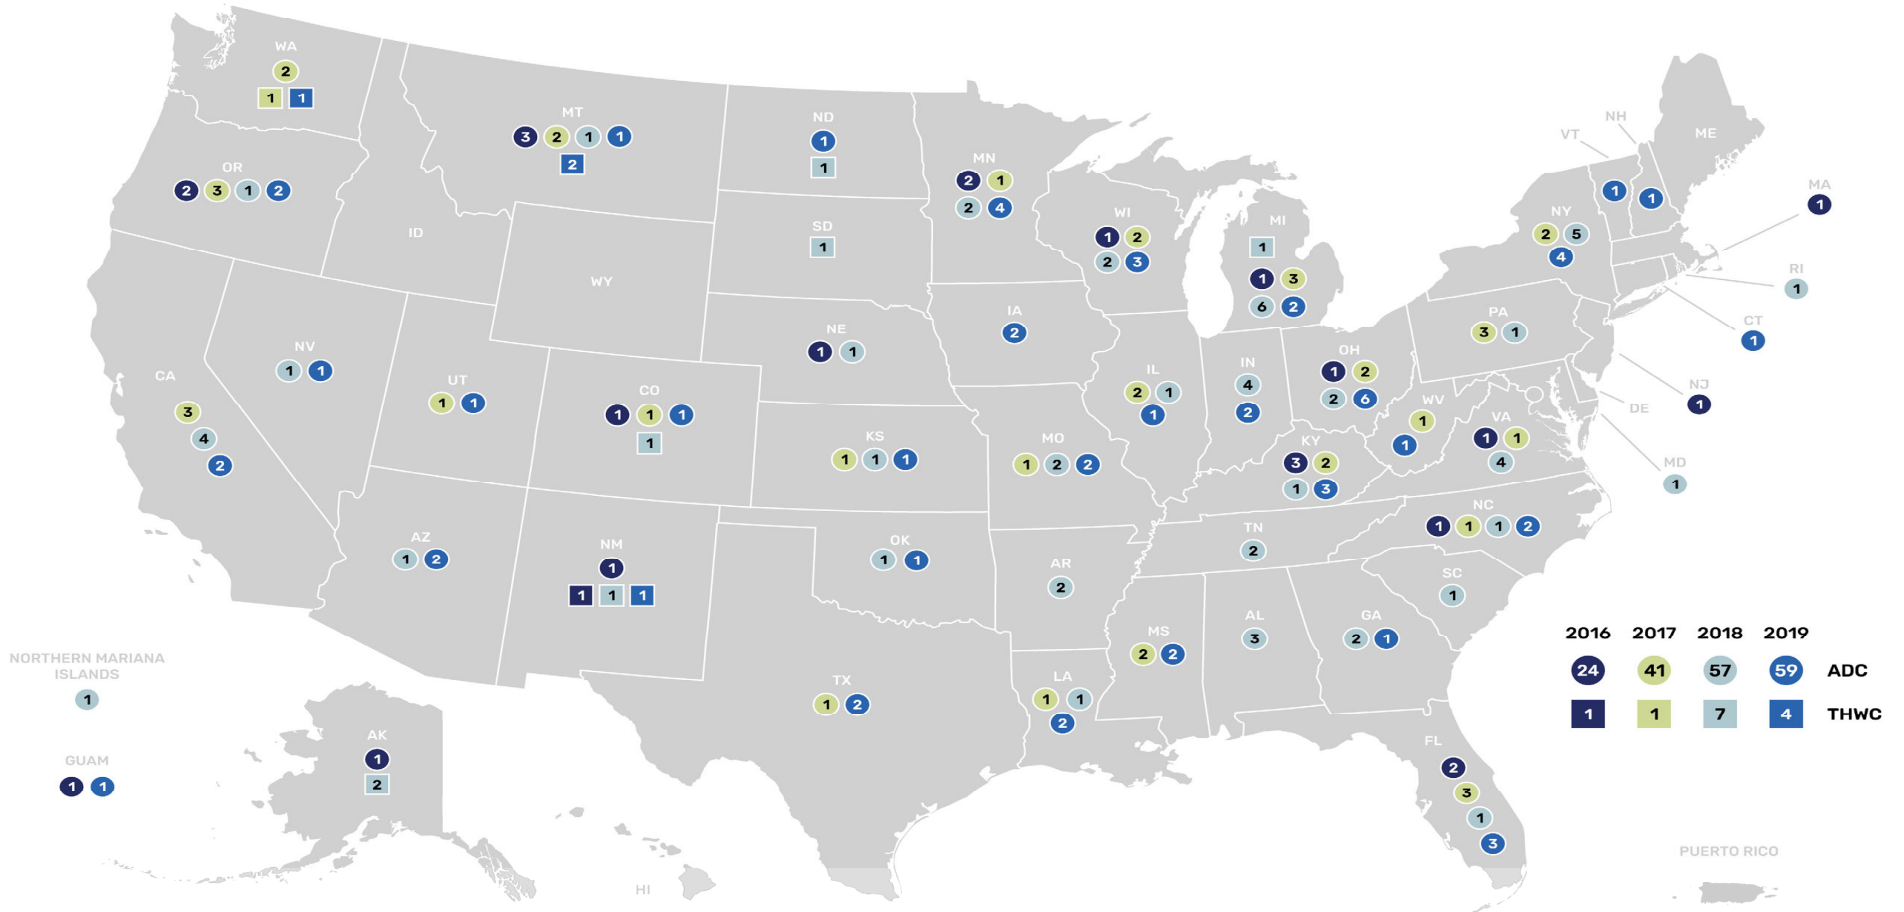 WA
2
1 1
MT
3 2 1 1
2
OR
2 3 1 2
ID
WY
ND
1
1
SD
1
MN
2 1
2 4
WI
1 2
2 3
MI
1
1 3
6 2
VT
NH
ME
1
1
NY
2 5
4
MA
1
RI
1
CT
1
NJ
1
DE
MD
1
PA
3 1
CA
3
4
2
NV
1 1
UT
1 1
CO
1 1 1
1
NE
1 1
IA
2
KS
1 1 1
MO
1 2 2
IL
2 1
1
IN
4
2
OH
1 2
2 6
WV
1
1
VA
1 1
4
KY
3 2
1 3
NC
1 1 1 2
TN
2
SC
1
AZ
1 2
NM
1
1 1 1
OK
1 1
AR
2
TX
1 2
LA
1 1
2
MS
2 2
AL
3
GA
2 1
FL
2
3
1
3
NORTHERN MARIANA
ISLANDS
1
GUAM
1 1
AK
1
2
HI
PUERTO RICO
2016 2017 2018 2019
24 41 57 59 ADC
1 1 7 4 THWC